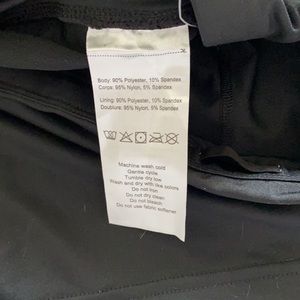 Body: 90% Polyester, 10% Spandex
Corps: 95% Nylon, 5% Spandex
Lining: 90% Polyester, 10% Spandex
Doublure: 95% Nylon, 5% Spandex
Machine wash cold
Gentle cycle
Tumble dry low
Wash and dry with like colors
Do not iron
Do not dry clean
Do not bleach
Do not use fabric softener